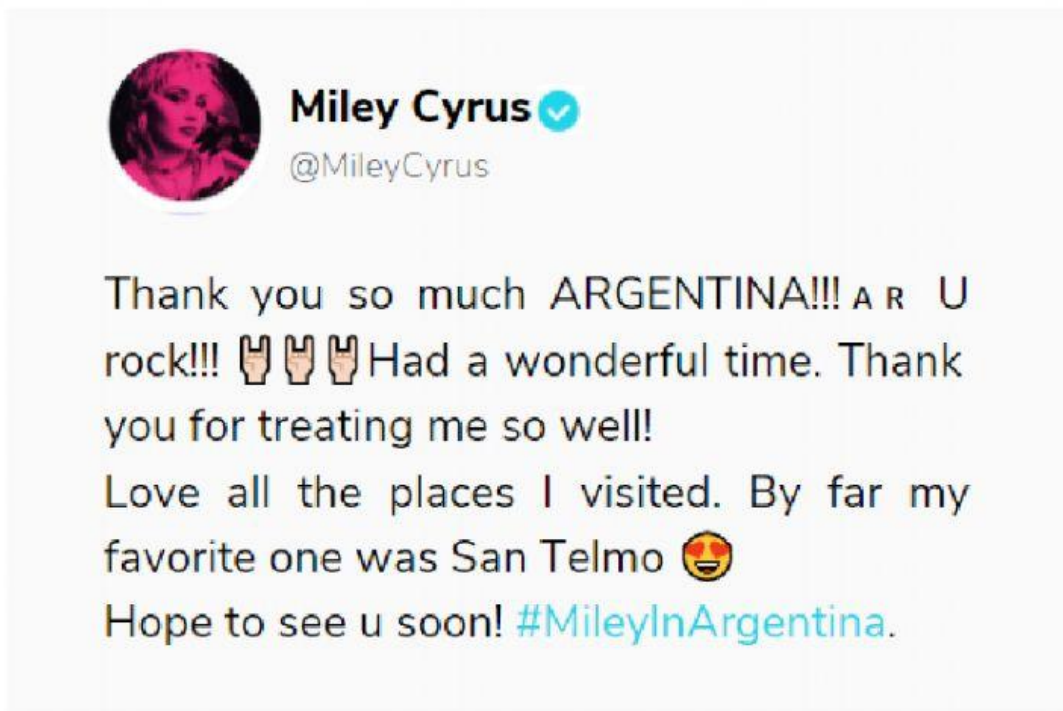 Miley Cyrus
@MileyCyrus
Thank you so much ARGENTINA!!! A R U
rock!!! 🤘🏻🤘🏻🤘🏻 Had a wonderful time. Thank
you for treating me so well!
Love all the places I visited. By far my
favorite one was San Telmo 😍
Hope to see u soon! #MileyInArgentina.